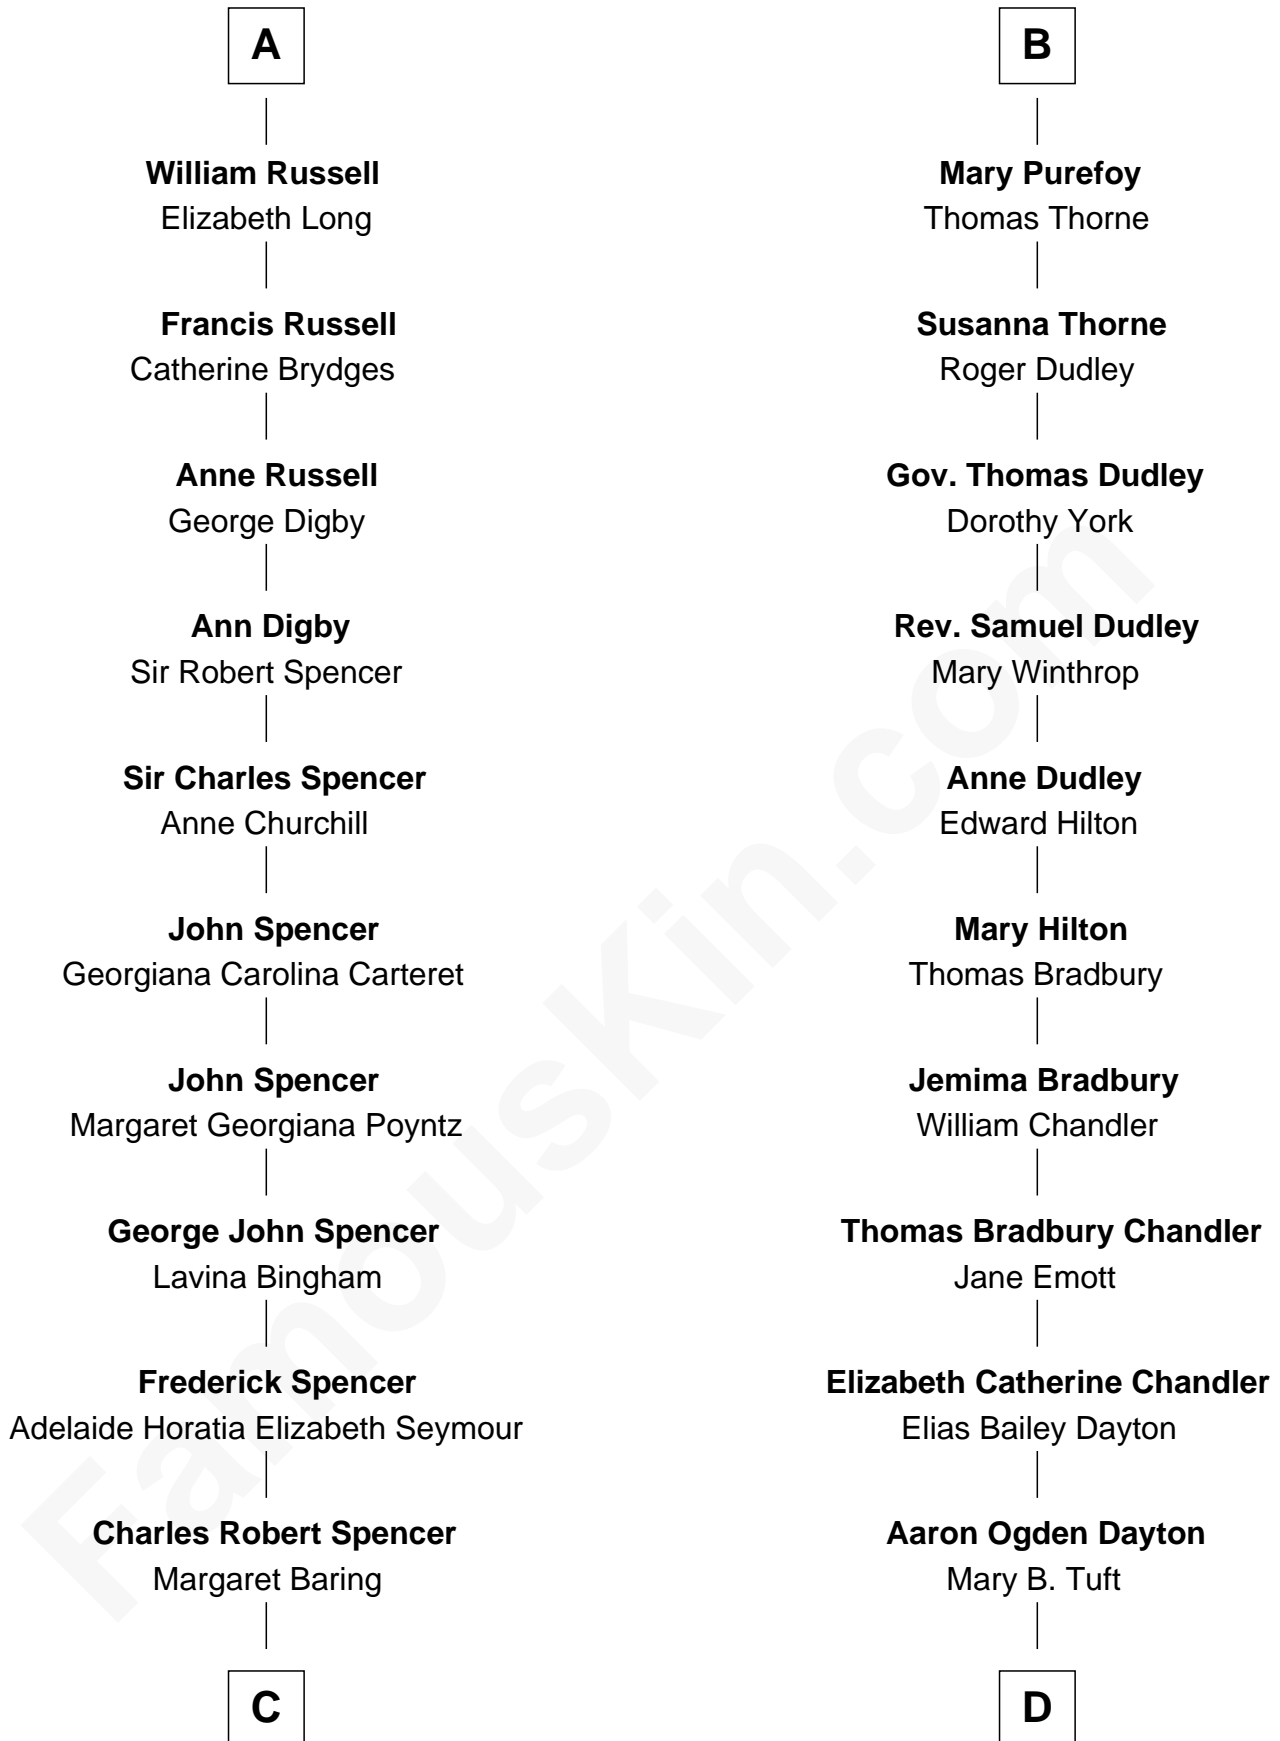 A
William Russell
Elizabeth Long
Francis Russell
Catherine Brydges
Anne Russell
George Digby
Ann Digby
Sir Robert Spencer
Sir Charles Spencer
Anne Churchill
John Spencer
Georgiana Carolina Carteret
John Spencer
Margaret Georgiana Poyntz
George John Spencer
Lavina Bingham
Frederick Spencer
Adelaide Horatia Elizabeth Seymour
Charles Robert Spencer
Margaret Baring
C
B
Mary Purefoy
Thomas Thorne
Susanna Thorne
Roger Dudley
Gov. Thomas Dudley
Dorothy York
Rev. Samuel Dudley
Mary Winthrop
Anne Dudley
Edward Hilton
Mary Hilton
Thomas Bradbury
Jemima Bradbury
William Chandler
Thomas Bradbury Chandler
Jane Emott
Elizabeth Catherine Chandler
Elias Bailey Dayton
Aaron Ogden Dayton
Mary B. Tuft
D
FamousKin.com